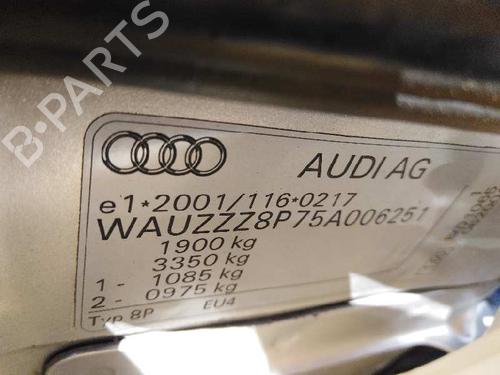 B-PARTS
AUDI AG
e1*2001/116*0217
WAUZZZ8P75A006251
1900 kg
3350 kg
1 - 1085 kg
2 - 0975 kg
Typ 8P EU4